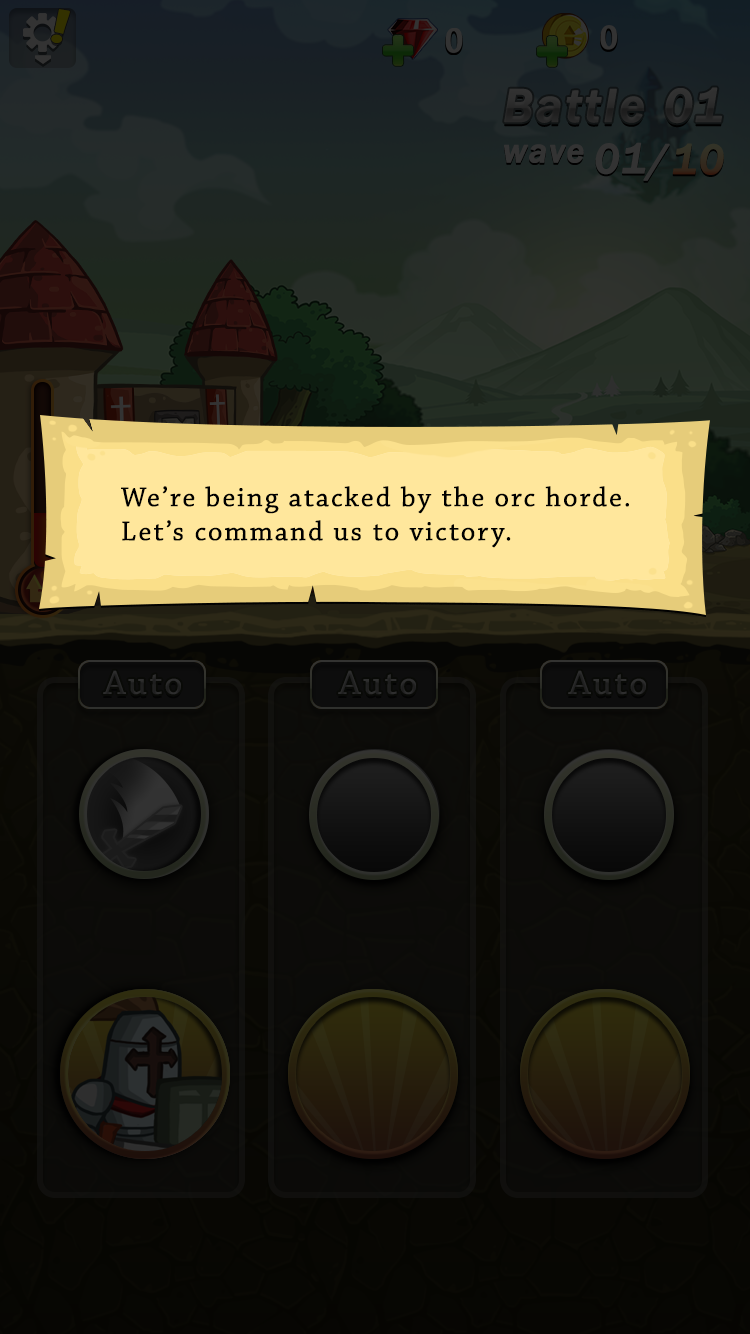 0 0
Battle 01
wave 01/10
We're being atacked by the orc horde.
Let's command us to victory.
Auto Auto Auto